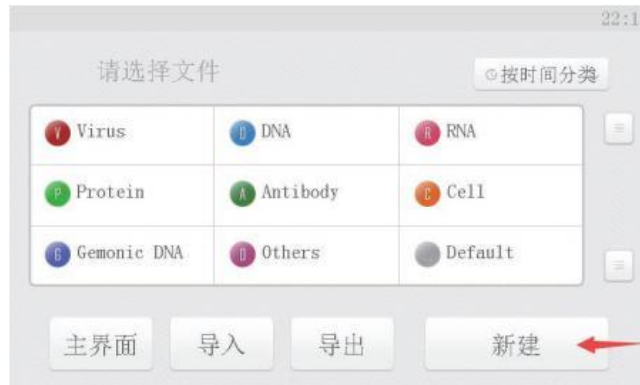 22:1
请选择文件 按时间分类
V Virus D DNA R RNA
P Protein A Antibody C Cell
G Gemonic DNA O Others Default
主界面 导入 导出 新建